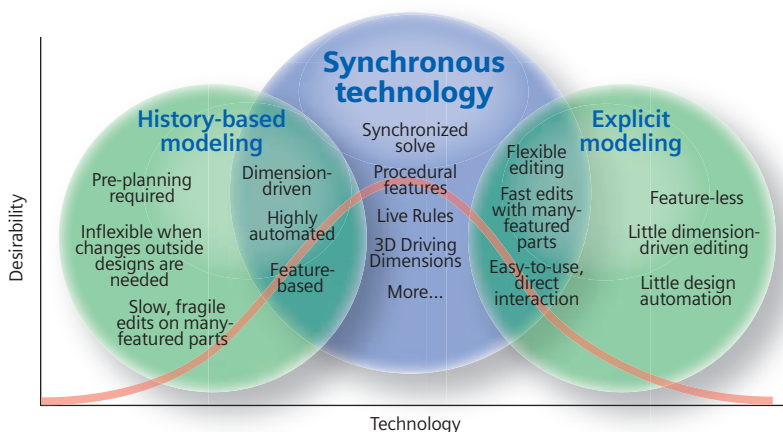 Synchronous
technology
History-based
modeling
Explicit
modeling
Pre-planning
required
Inflexible when
changes outside
designs are
needed
Slow, fragile
edits on many-
featured parts
Dimension-
driven
Highly
automated
Feature-
based
Synchronized
solve
Procedural
features
Live Rules
3D Driving
Dimensions
More...
Flexible
editing
Fast edits
with many-
featured
parts
Easy-to-use,
direct
interaction
Feature-less
Little dimension-
driven editing
Little design
automation
Desirability
Technology